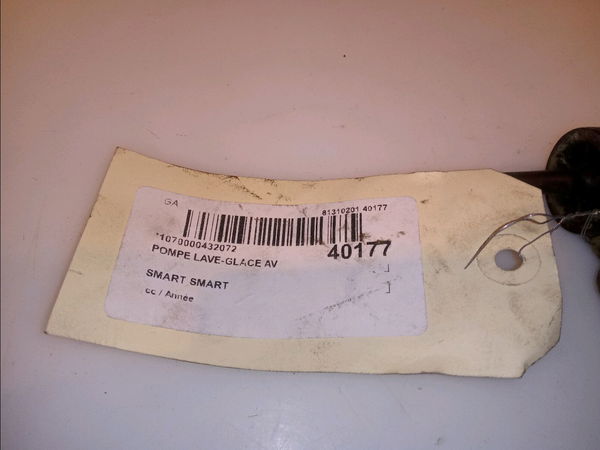 GA
81310201 40177
*1070000432072
40177
POMPE LAVE-GLACE AV
SMART SMART
cc / Année